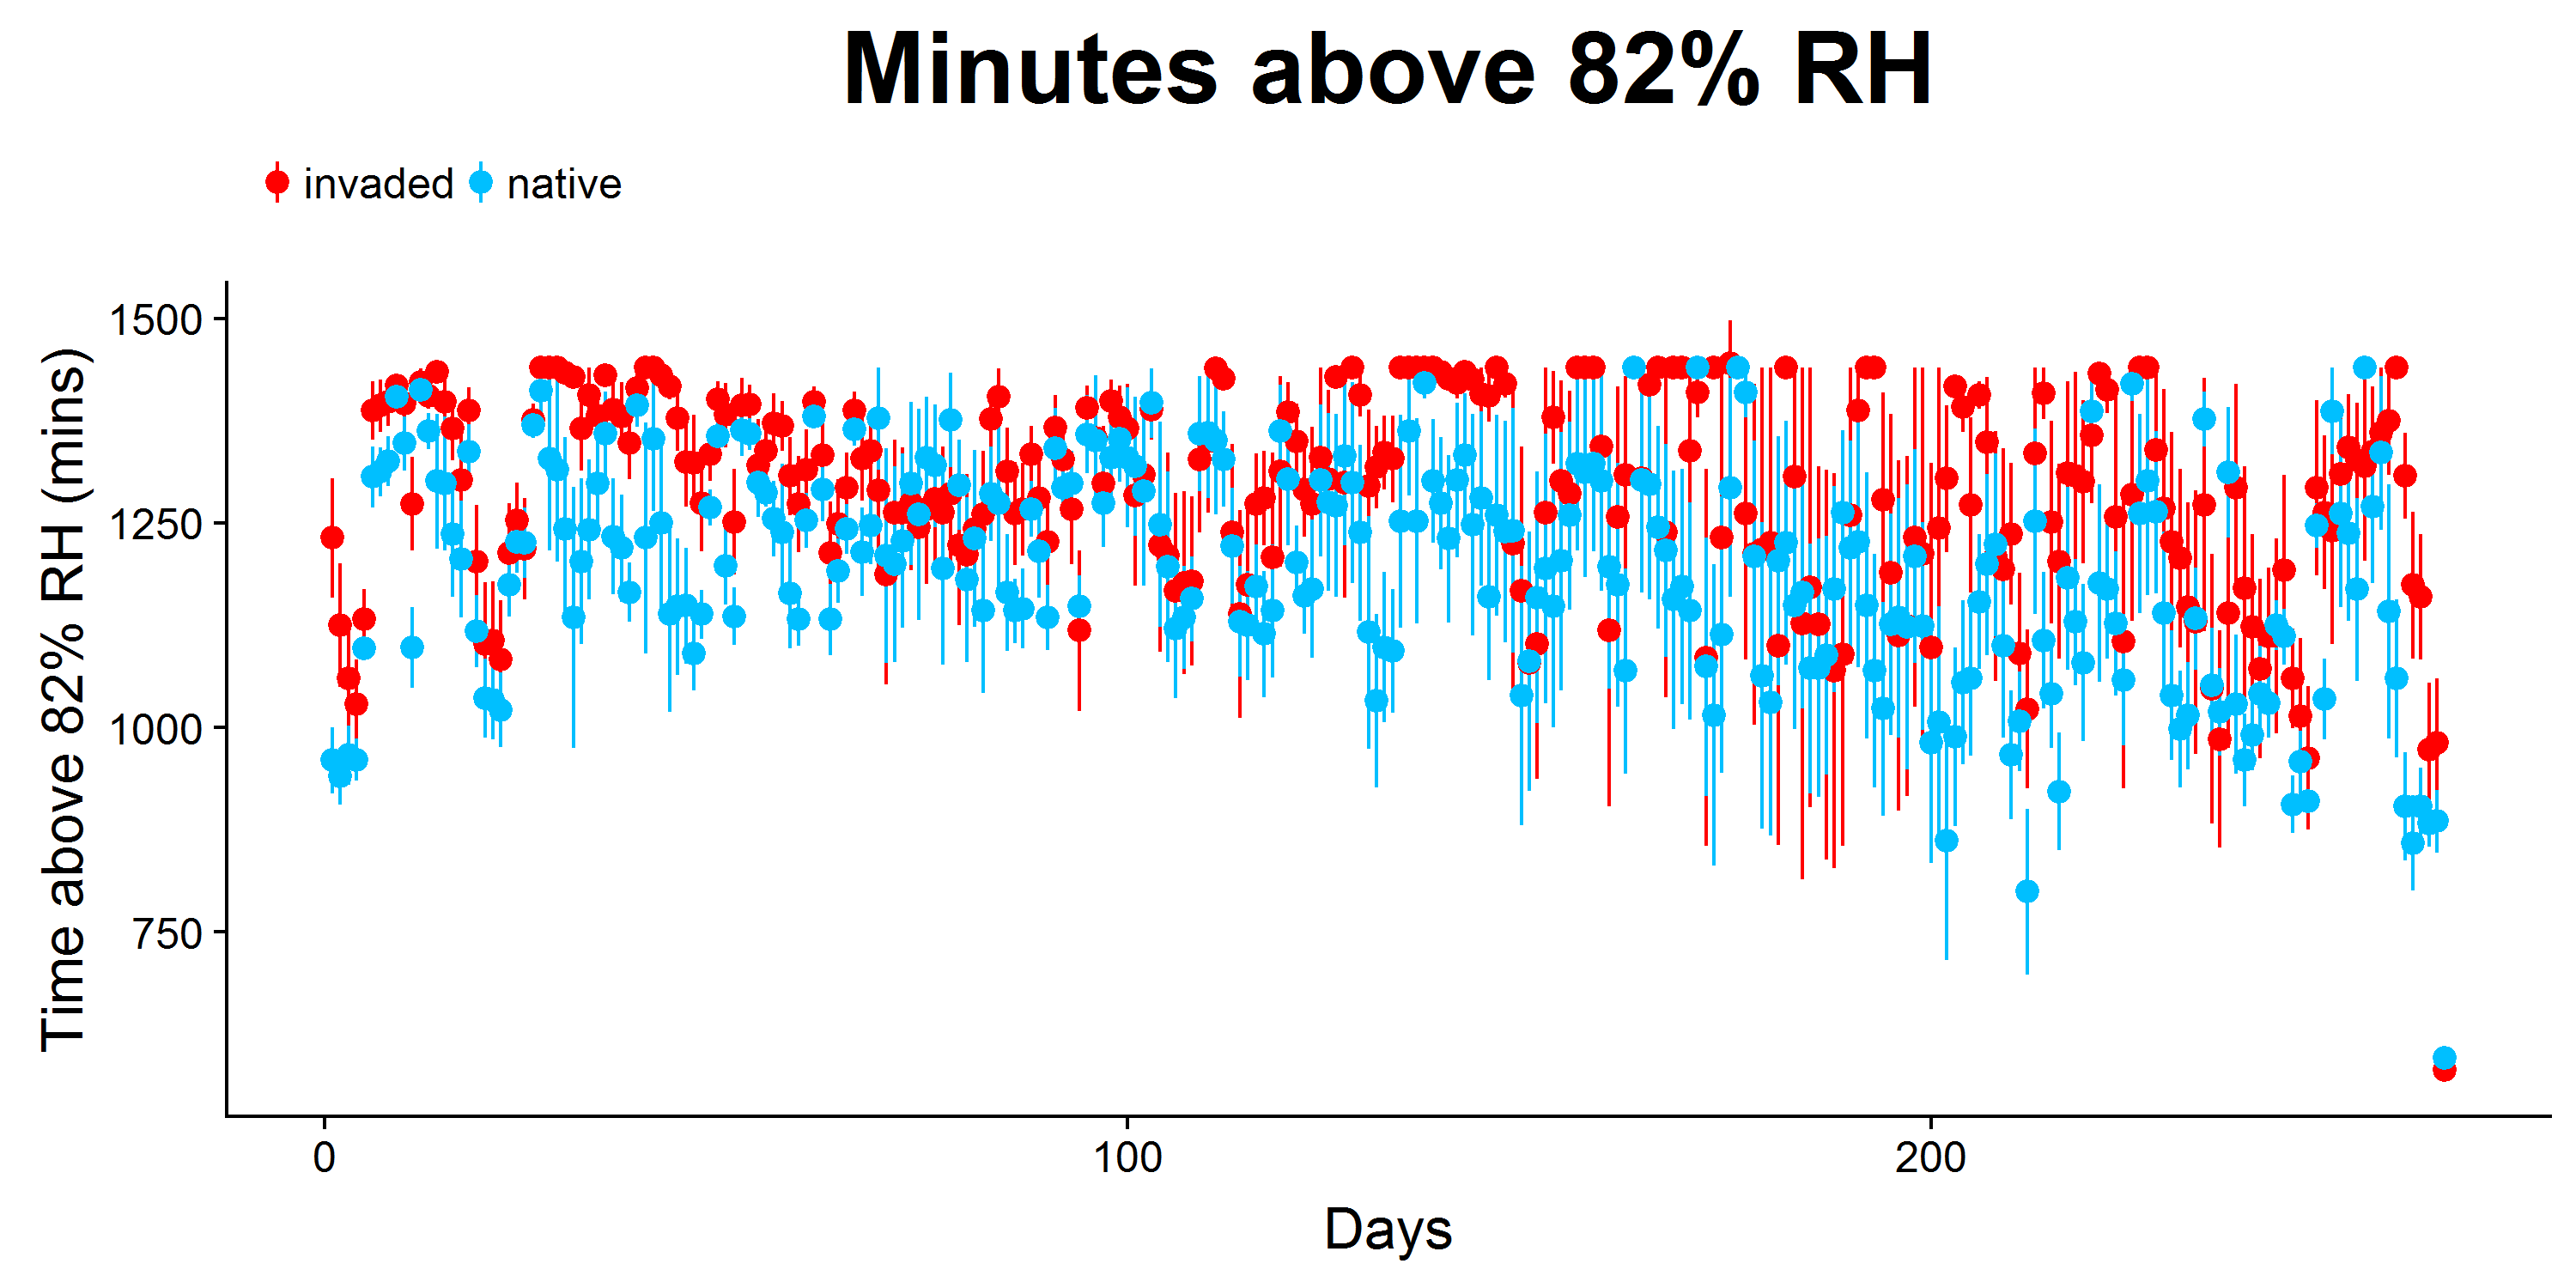 Minutes above 82% RH
invaded native
Time above 82% RH (mins)
1500
1250
1000
750
0 100 200
Days